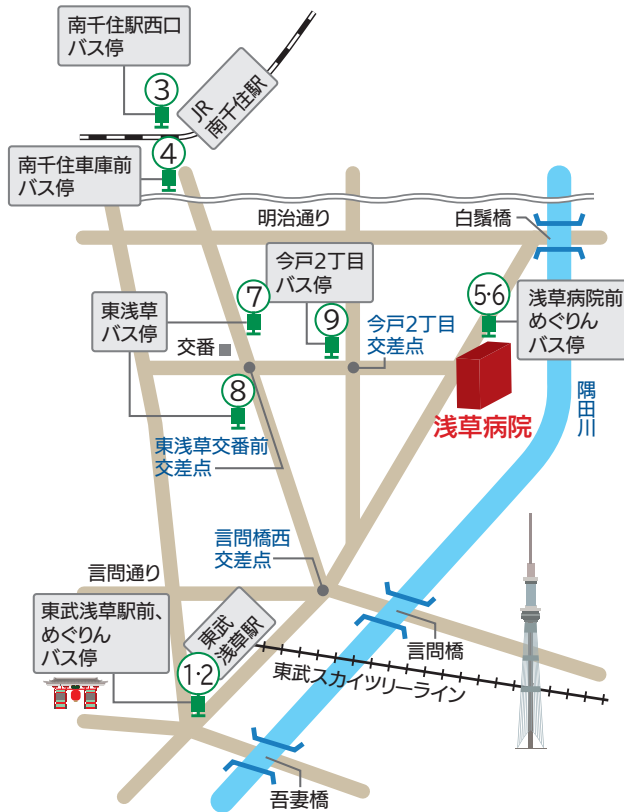 南千住駅西口
バス停
③
JR
南千住駅
④
南千住車庫前
バス停
明治通り
白鬚橋
今戸2丁目
バス停
5·6
浅草病院前
めぐりん
バス停
東浅草
バス停
⑦
⑨
今戸2丁目
交差点
交番
⑧
浅草病院
隅田川
東浅草交番前
交差点
言問橋西
交差点
言問通り
東武浅草駅前、
めぐりん
バス停
東武
浅草駅
1·2
言問橋
東武スカイツリーライン
吾妻橋